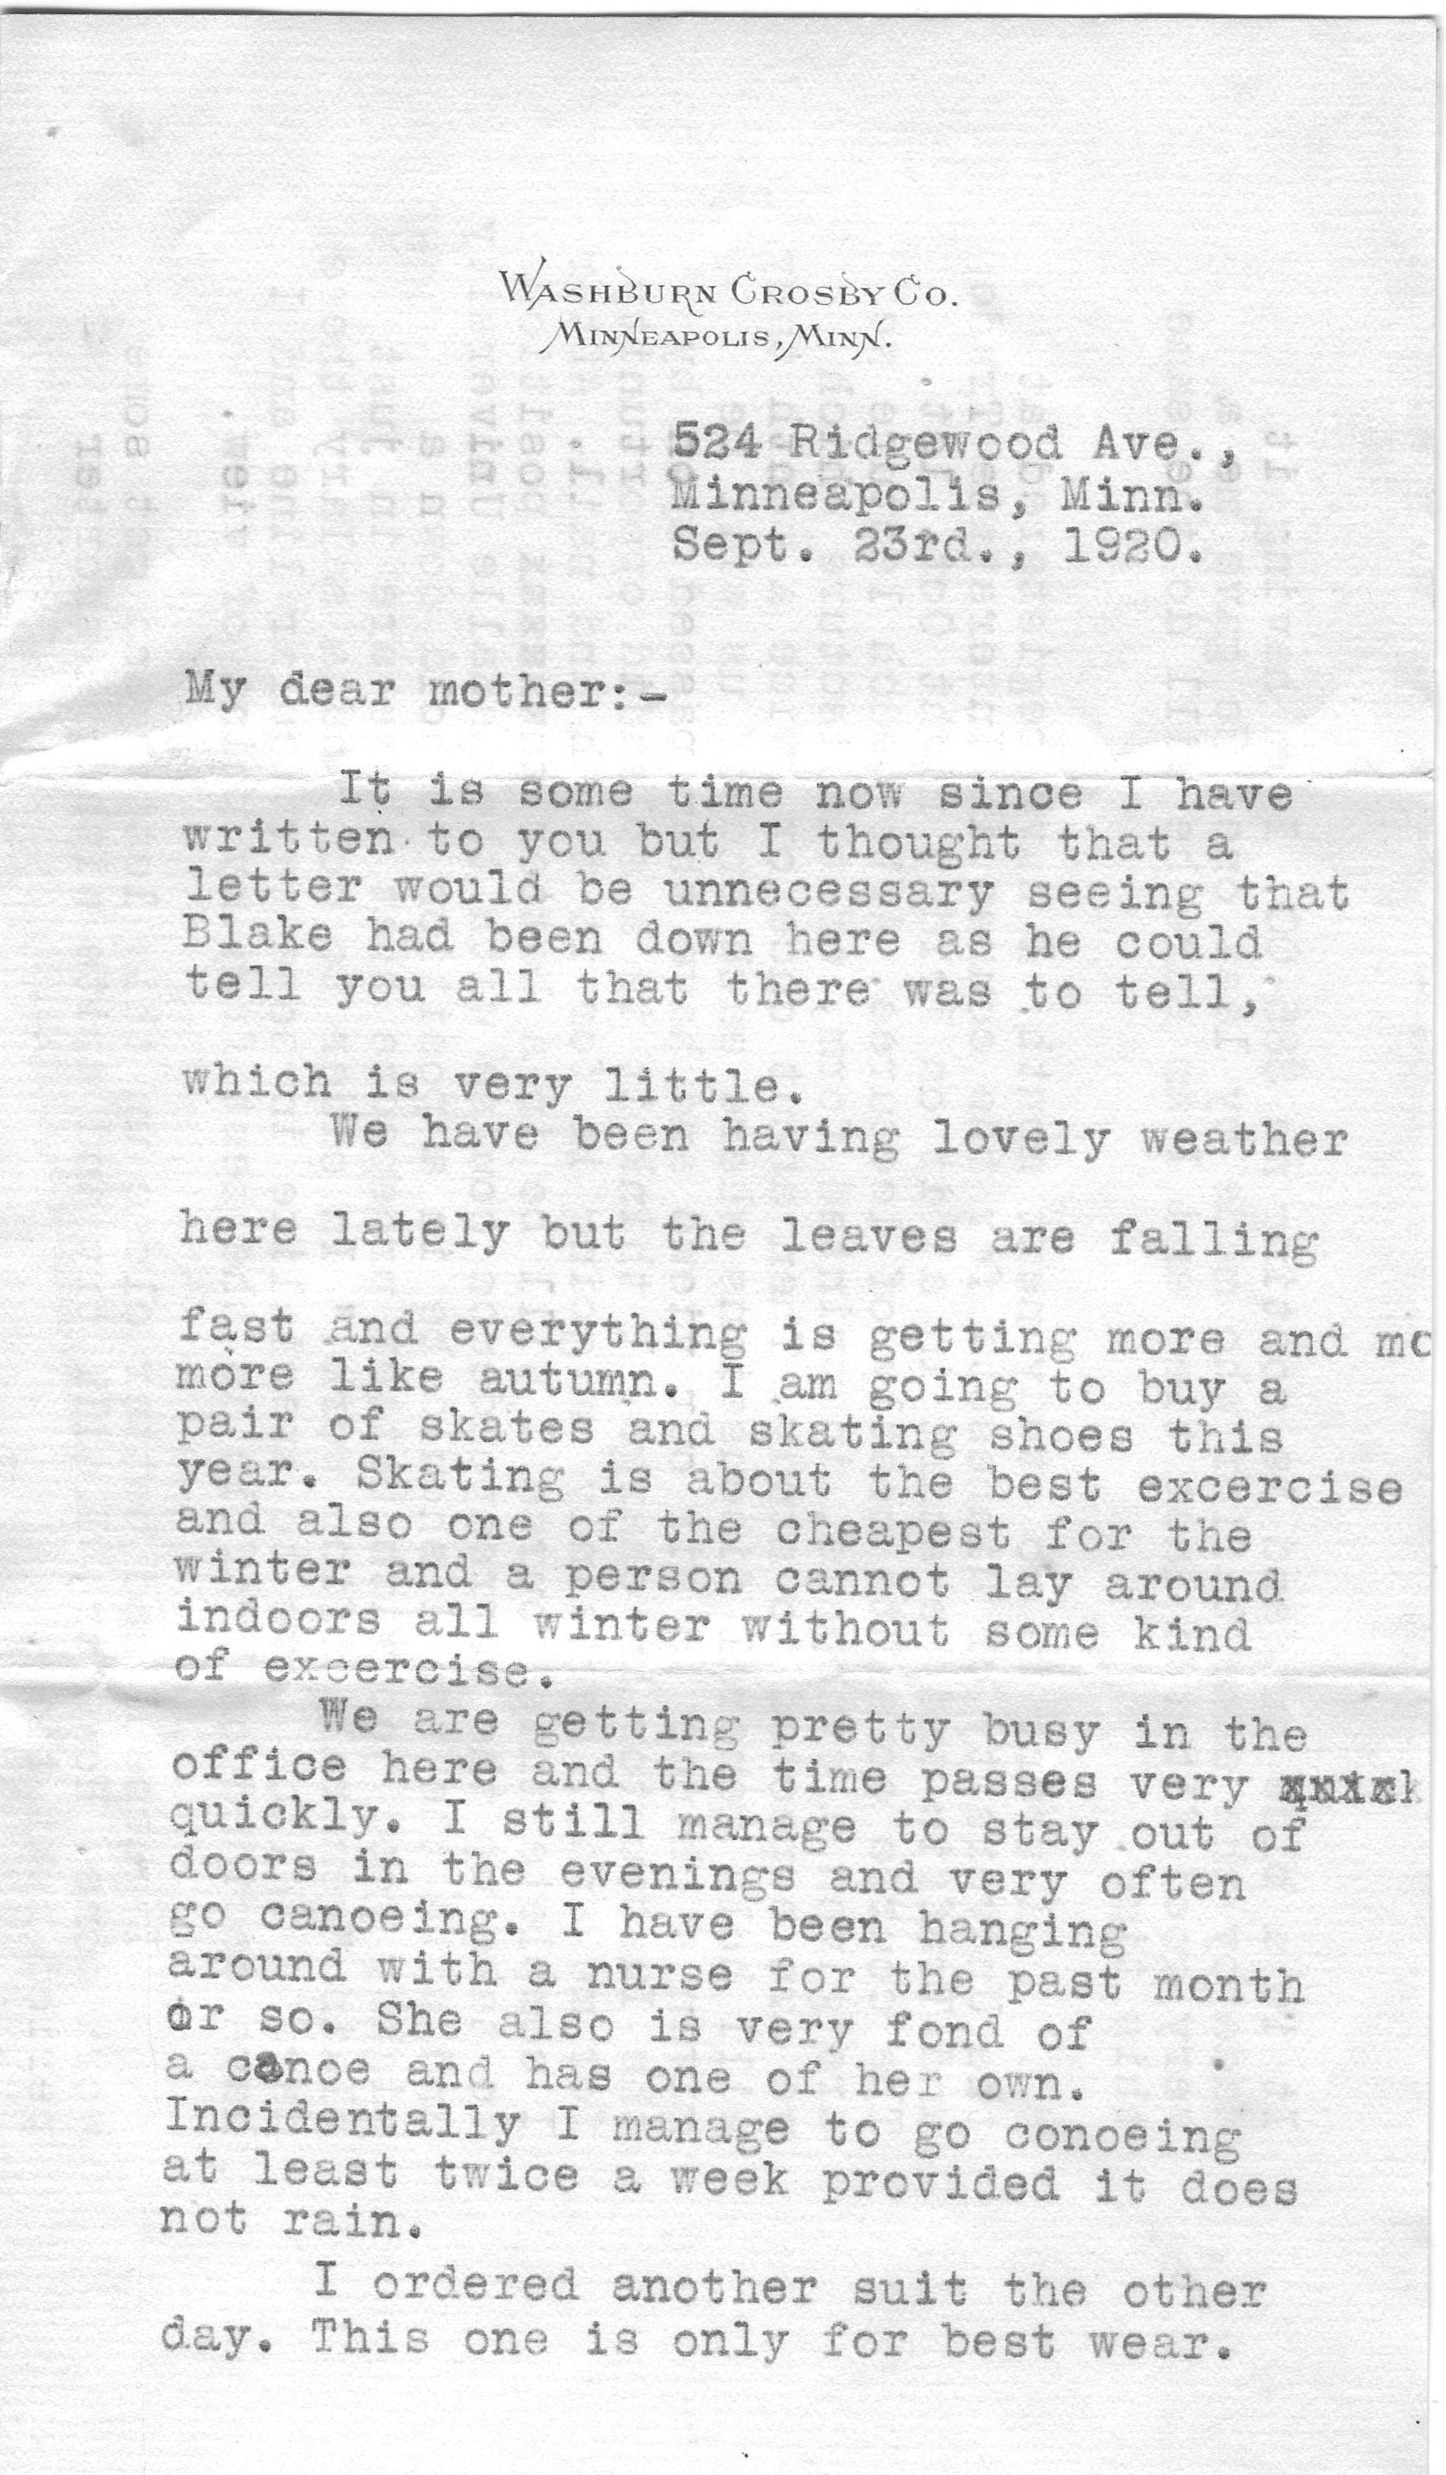 WASHBURN CROSBY CO.
MINNEAPOLIS, MINN.
524 Ridgewood Ave.,
Minneapolis, Minn.
Sept. 23rd., 1920.
My dear mother:-
It is some time now since I have
written to you but I thought that a
letter would be unnecessary seeing that
Blake had been down here as he could
tell you all that there was to tell,
which is very little.
We have been having lovely weather
here lately but the leaves are falling
fast and everything is getting more and mo
more like autumn. I am going to buy a
pair of skates and skating shoes this
year. Skating is about the best excercise
and also one of the cheapest for the
winter and a person cannot lay around
indoors all winter without some kind
of excercise.
We are getting pretty busy in the
office here and the time passes very
quickly. I still manage to stay out of
doors in the evenings and very often
go canoeing. I have been hanging
around with a nurse for the past month
or so. She also is very fond of
a canoe and has one of her own.
Incidentally I manage to go conoeing
at least twice a week provided it does
not rain.
I ordered another suit the other
day. This one is only for best wear.